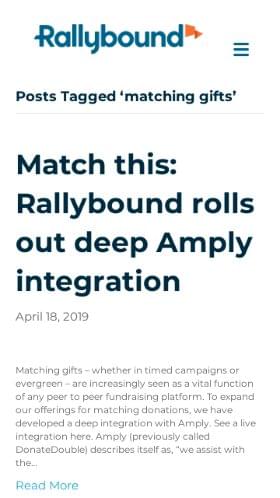 Rallybound
Posts Tagged ‘matching gifts’
Match this:
Rallybound rolls
out deep Amply
integration
April 18, 2019
Matching gifts – whether in timed campaigns or
evergreen – are increasingly seen as a vital function
of any peer to peer fundraising platform. To expand
our offerings for matching donations, we have
developed a deep integration with Amply. See a live
integration here. Amply (previously called
DonateDouble) describes itself as, “we assist with
the...
Read More